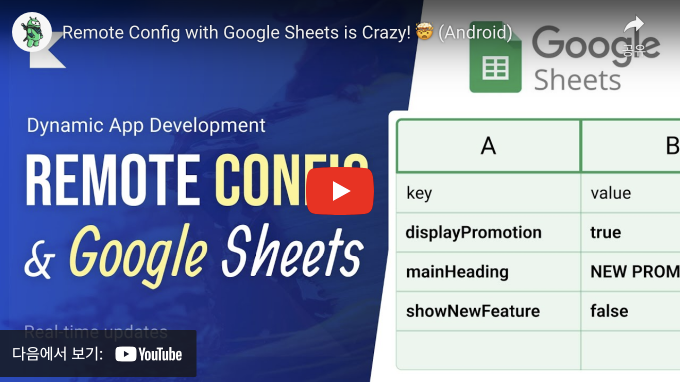 Remote Config with Google Sheets is Crazy! 🤯 (Android)
공유
Google
Sheets
Dynamic App Development
REMOTE CONFIG
& Google Sheets
Real-time updates
A B
key value
displayPromotion true
mainHeading NEW PROM
showNewFeature false
다음에서 보기: YouTube